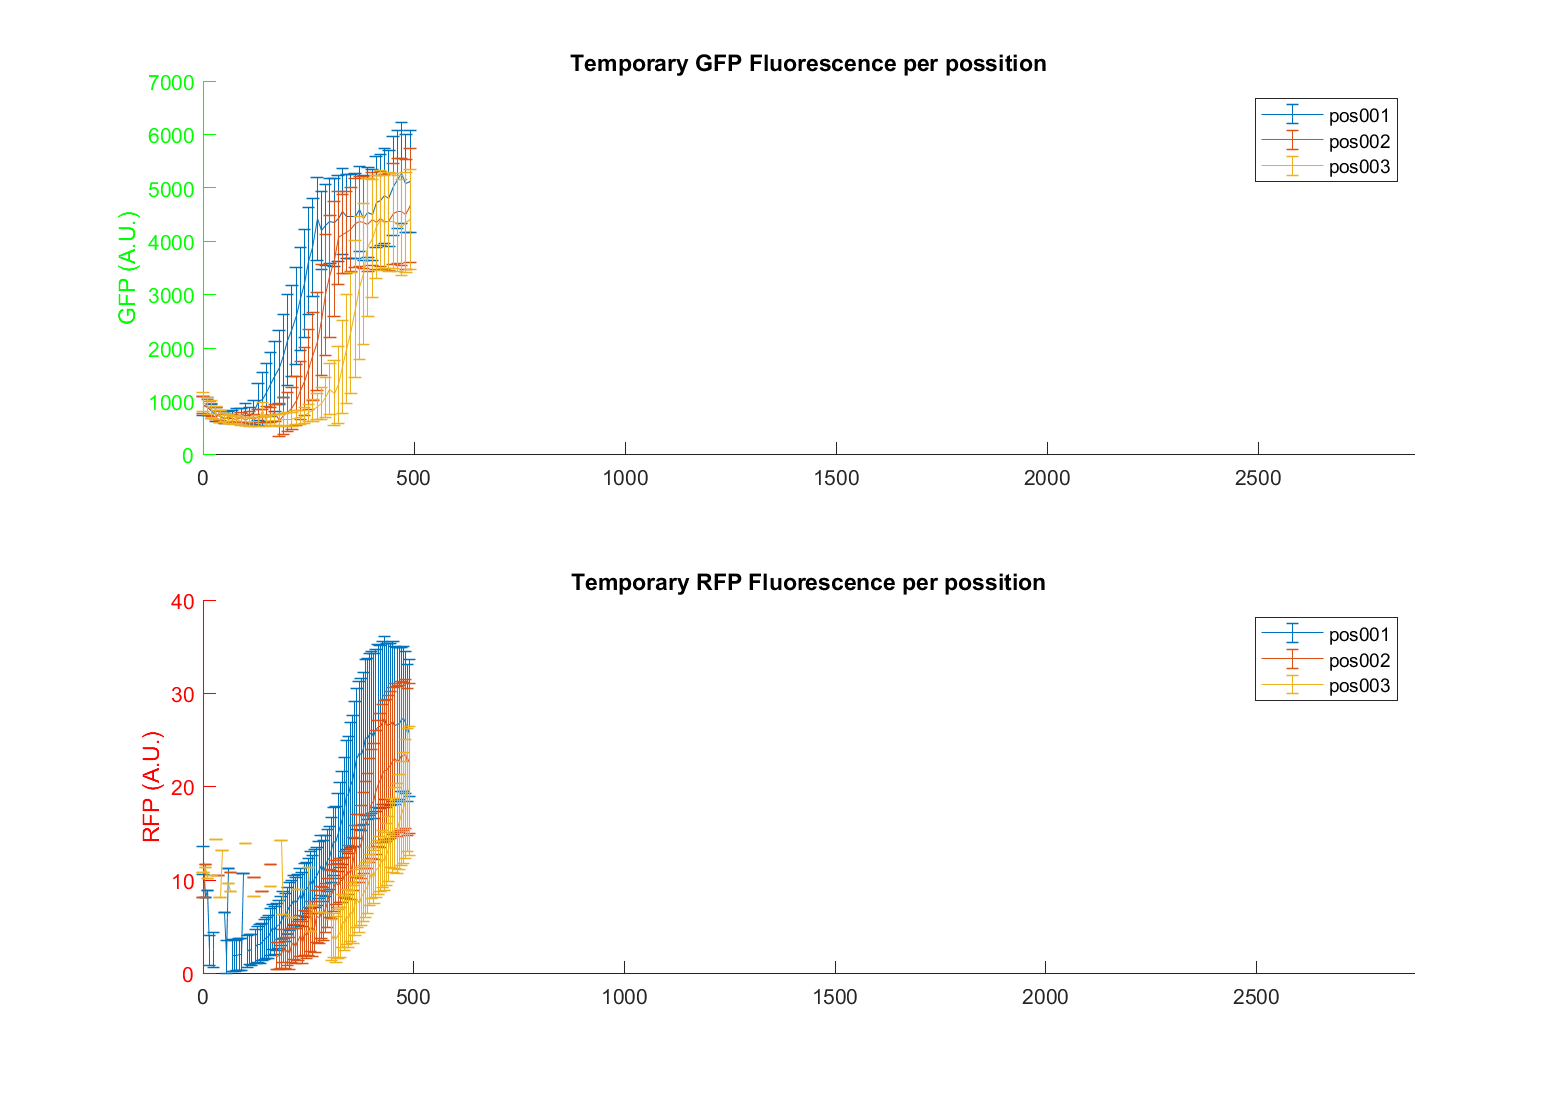 Temporary GFP Fluorescence per possition
GFP (A.U.)
7000
6000
5000
4000
3000
2000
1000
0
0 500 1000 1500 2000 2500
pos001
pos002
pos003
Temporary RFP Fluorescence per possition
RFP (A.U.)
40
30
20
10
0
0 500 1000 1500 2000 2500
pos001
pos002
pos003